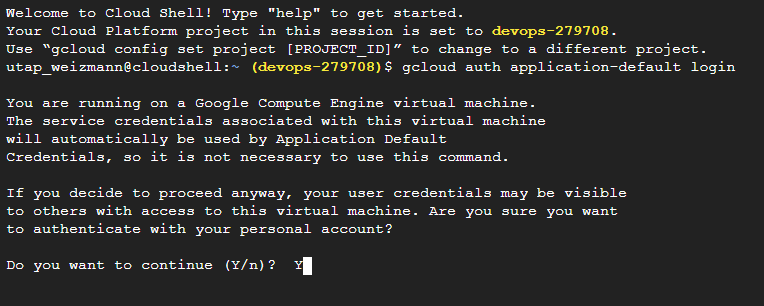 Welcome to Cloud Shell! Type "help" to get started.
Your Cloud Platform project in this session is set to devops-279708.
Use “gcloud config set project [PROJECT_ID]” to change to a different project.
utap_weizmann@cloudshell:~ (devops-279708)$ gcloud auth application-default login
You are running on a Google Compute Engine virtual machine.
The service credentials associated with this virtual machine
will automatically be used by Application Default
Credentials, so it is not necessary to use this command.
If you decide to proceed anyway, your user credentials may be visible
to others with access to this virtual machine. Are you sure you want
to authenticate with your personal account?
Do you want to continue (Y/n)?  Y